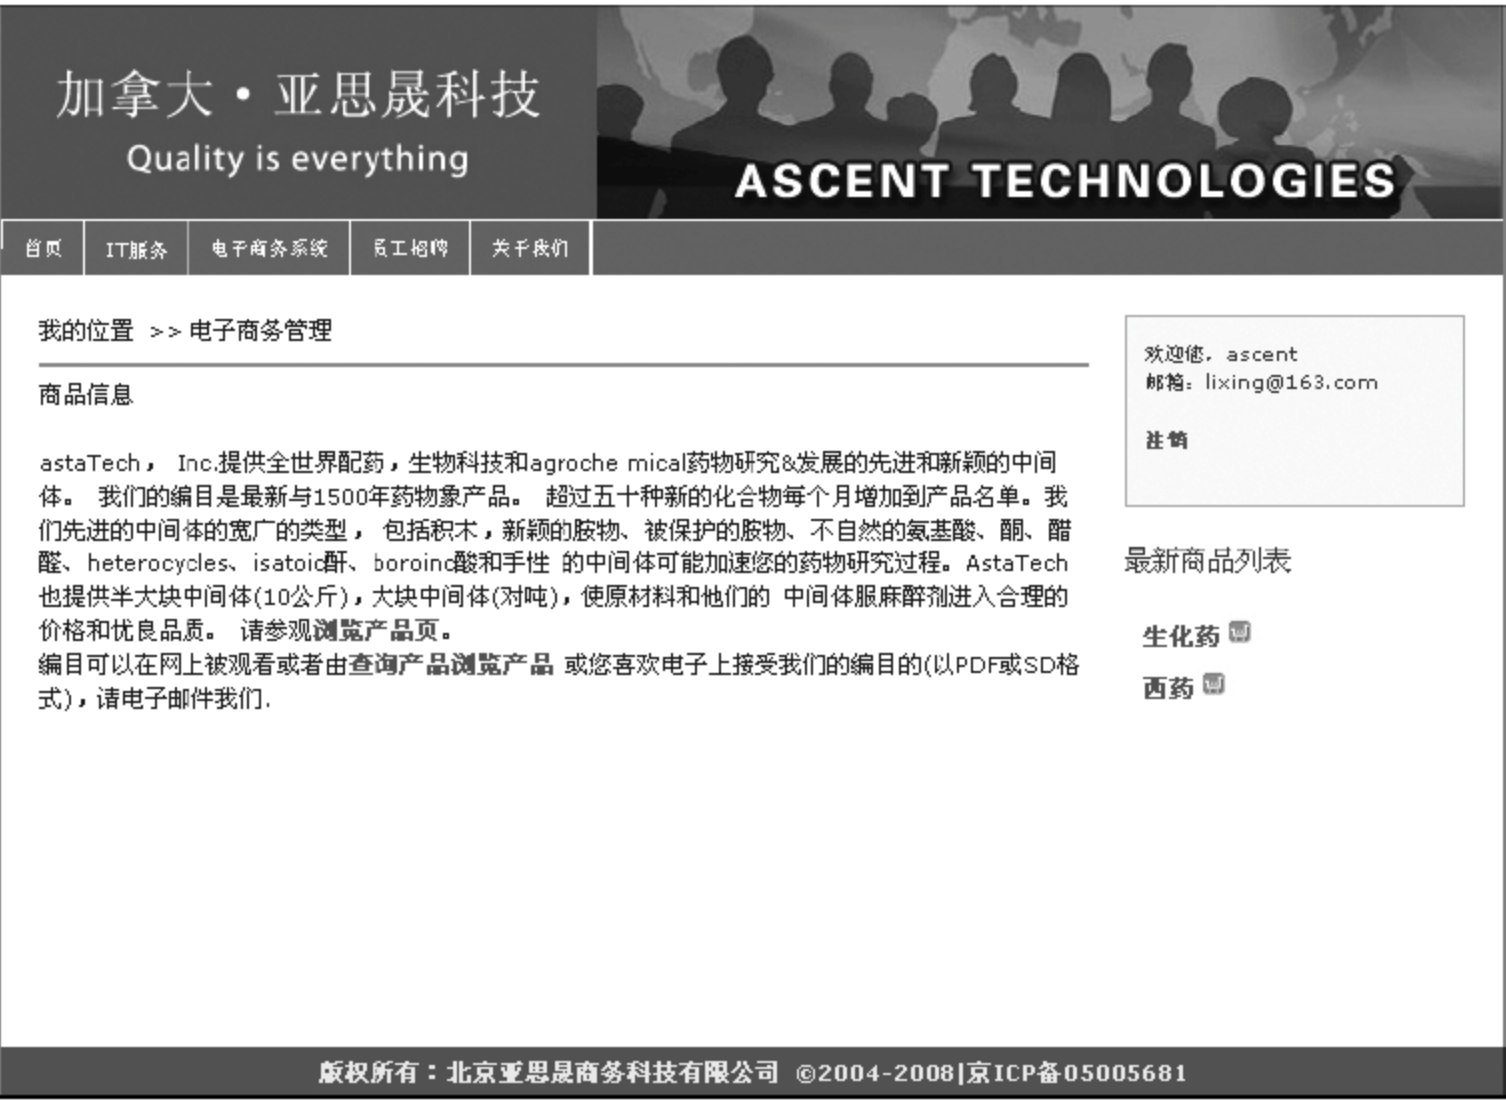 加拿大·亚思晟科技
Quality is everything
ASCENT TECHNOLOGIES
首页 IT服务 电子商务系统 员工招聘 关于我们
我的位置 >> 电子商务管理
商品信息
astaTech， Inc.提供全世界配药，生物科技和agroche mical药物研究&发展的先进和新颖的中间
体。 我们的编目是最新与1500年药物象产品。 超过五十种新的化合物每个月增加到产品名单。我
们先进的中间体的宽广的类型， 包括积术，新颖的胺物、被保护的胺物、不自然的氨基酸、酮、醋
醛、heterocycles、isatoic酐、boroinc酸和手性 的中间体可能加速您的药物研究过程。AstaTech
也提供半大块中间体(10公斤)，大块中间体(对吨)，使原材料和他们的 中间体服麻醉剂进入合理的
价格和优良品质。 请参观浏览产品页。
编目可以在网上被观看或者由查询产品浏览产品 或您喜欢电子上接受我们的编目的(以PDF或SD格
式)，请电子邮件我们.
欢迎您，ascent
邮箱：lixing@163.com
注销
最新商品列表
生化药
西药
版权所有：北京亚思晟商务科技有限公司 ©2004-2008|京ICP备05005681